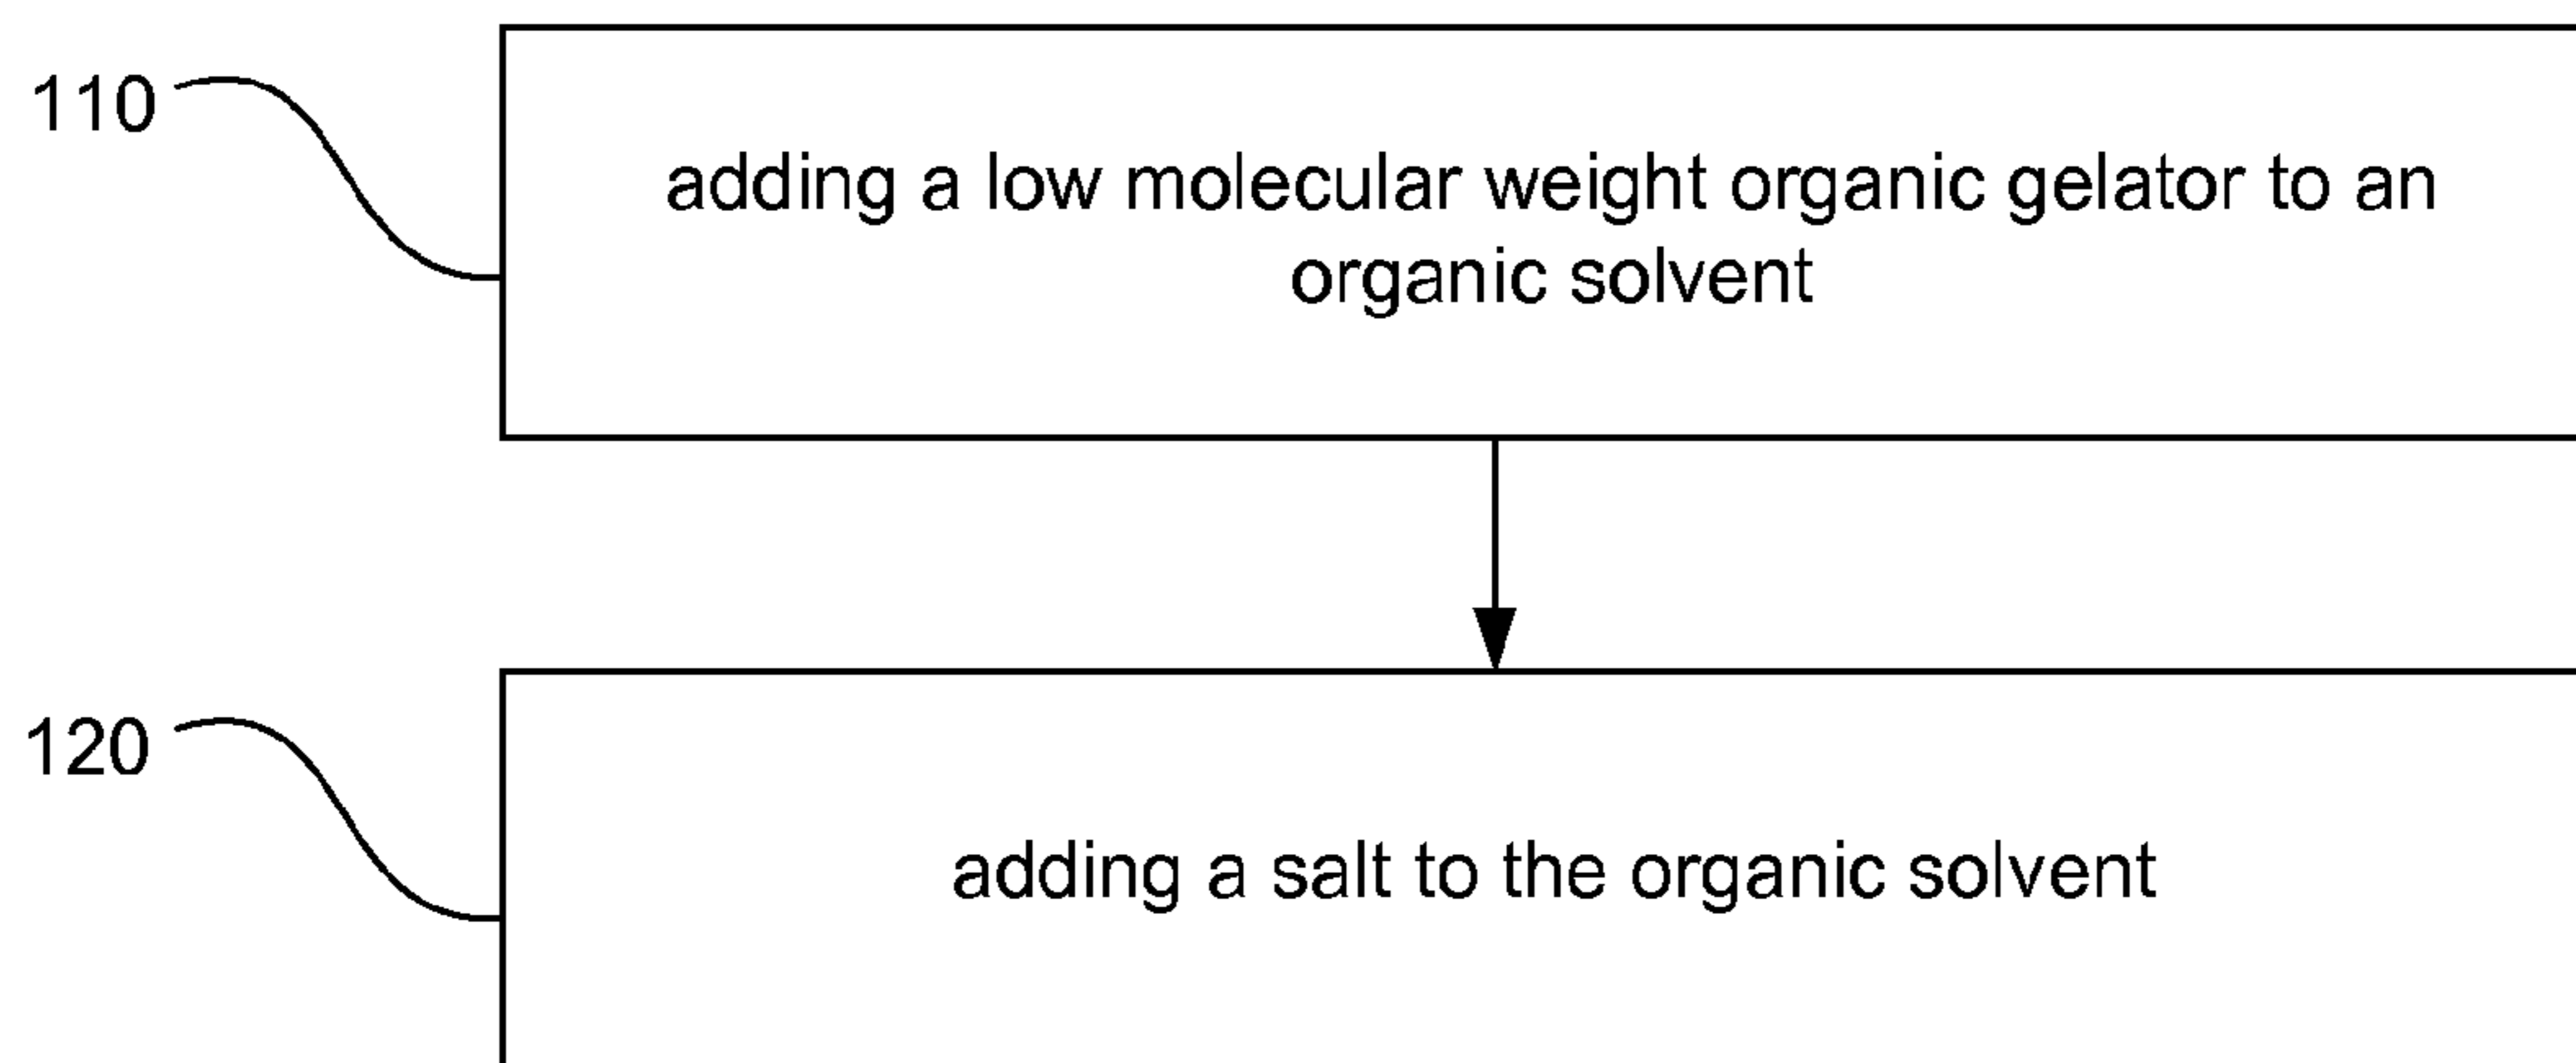 110
adding a low molecular weight organic gelator to an
organic solvent
120
adding a salt to the organic solvent